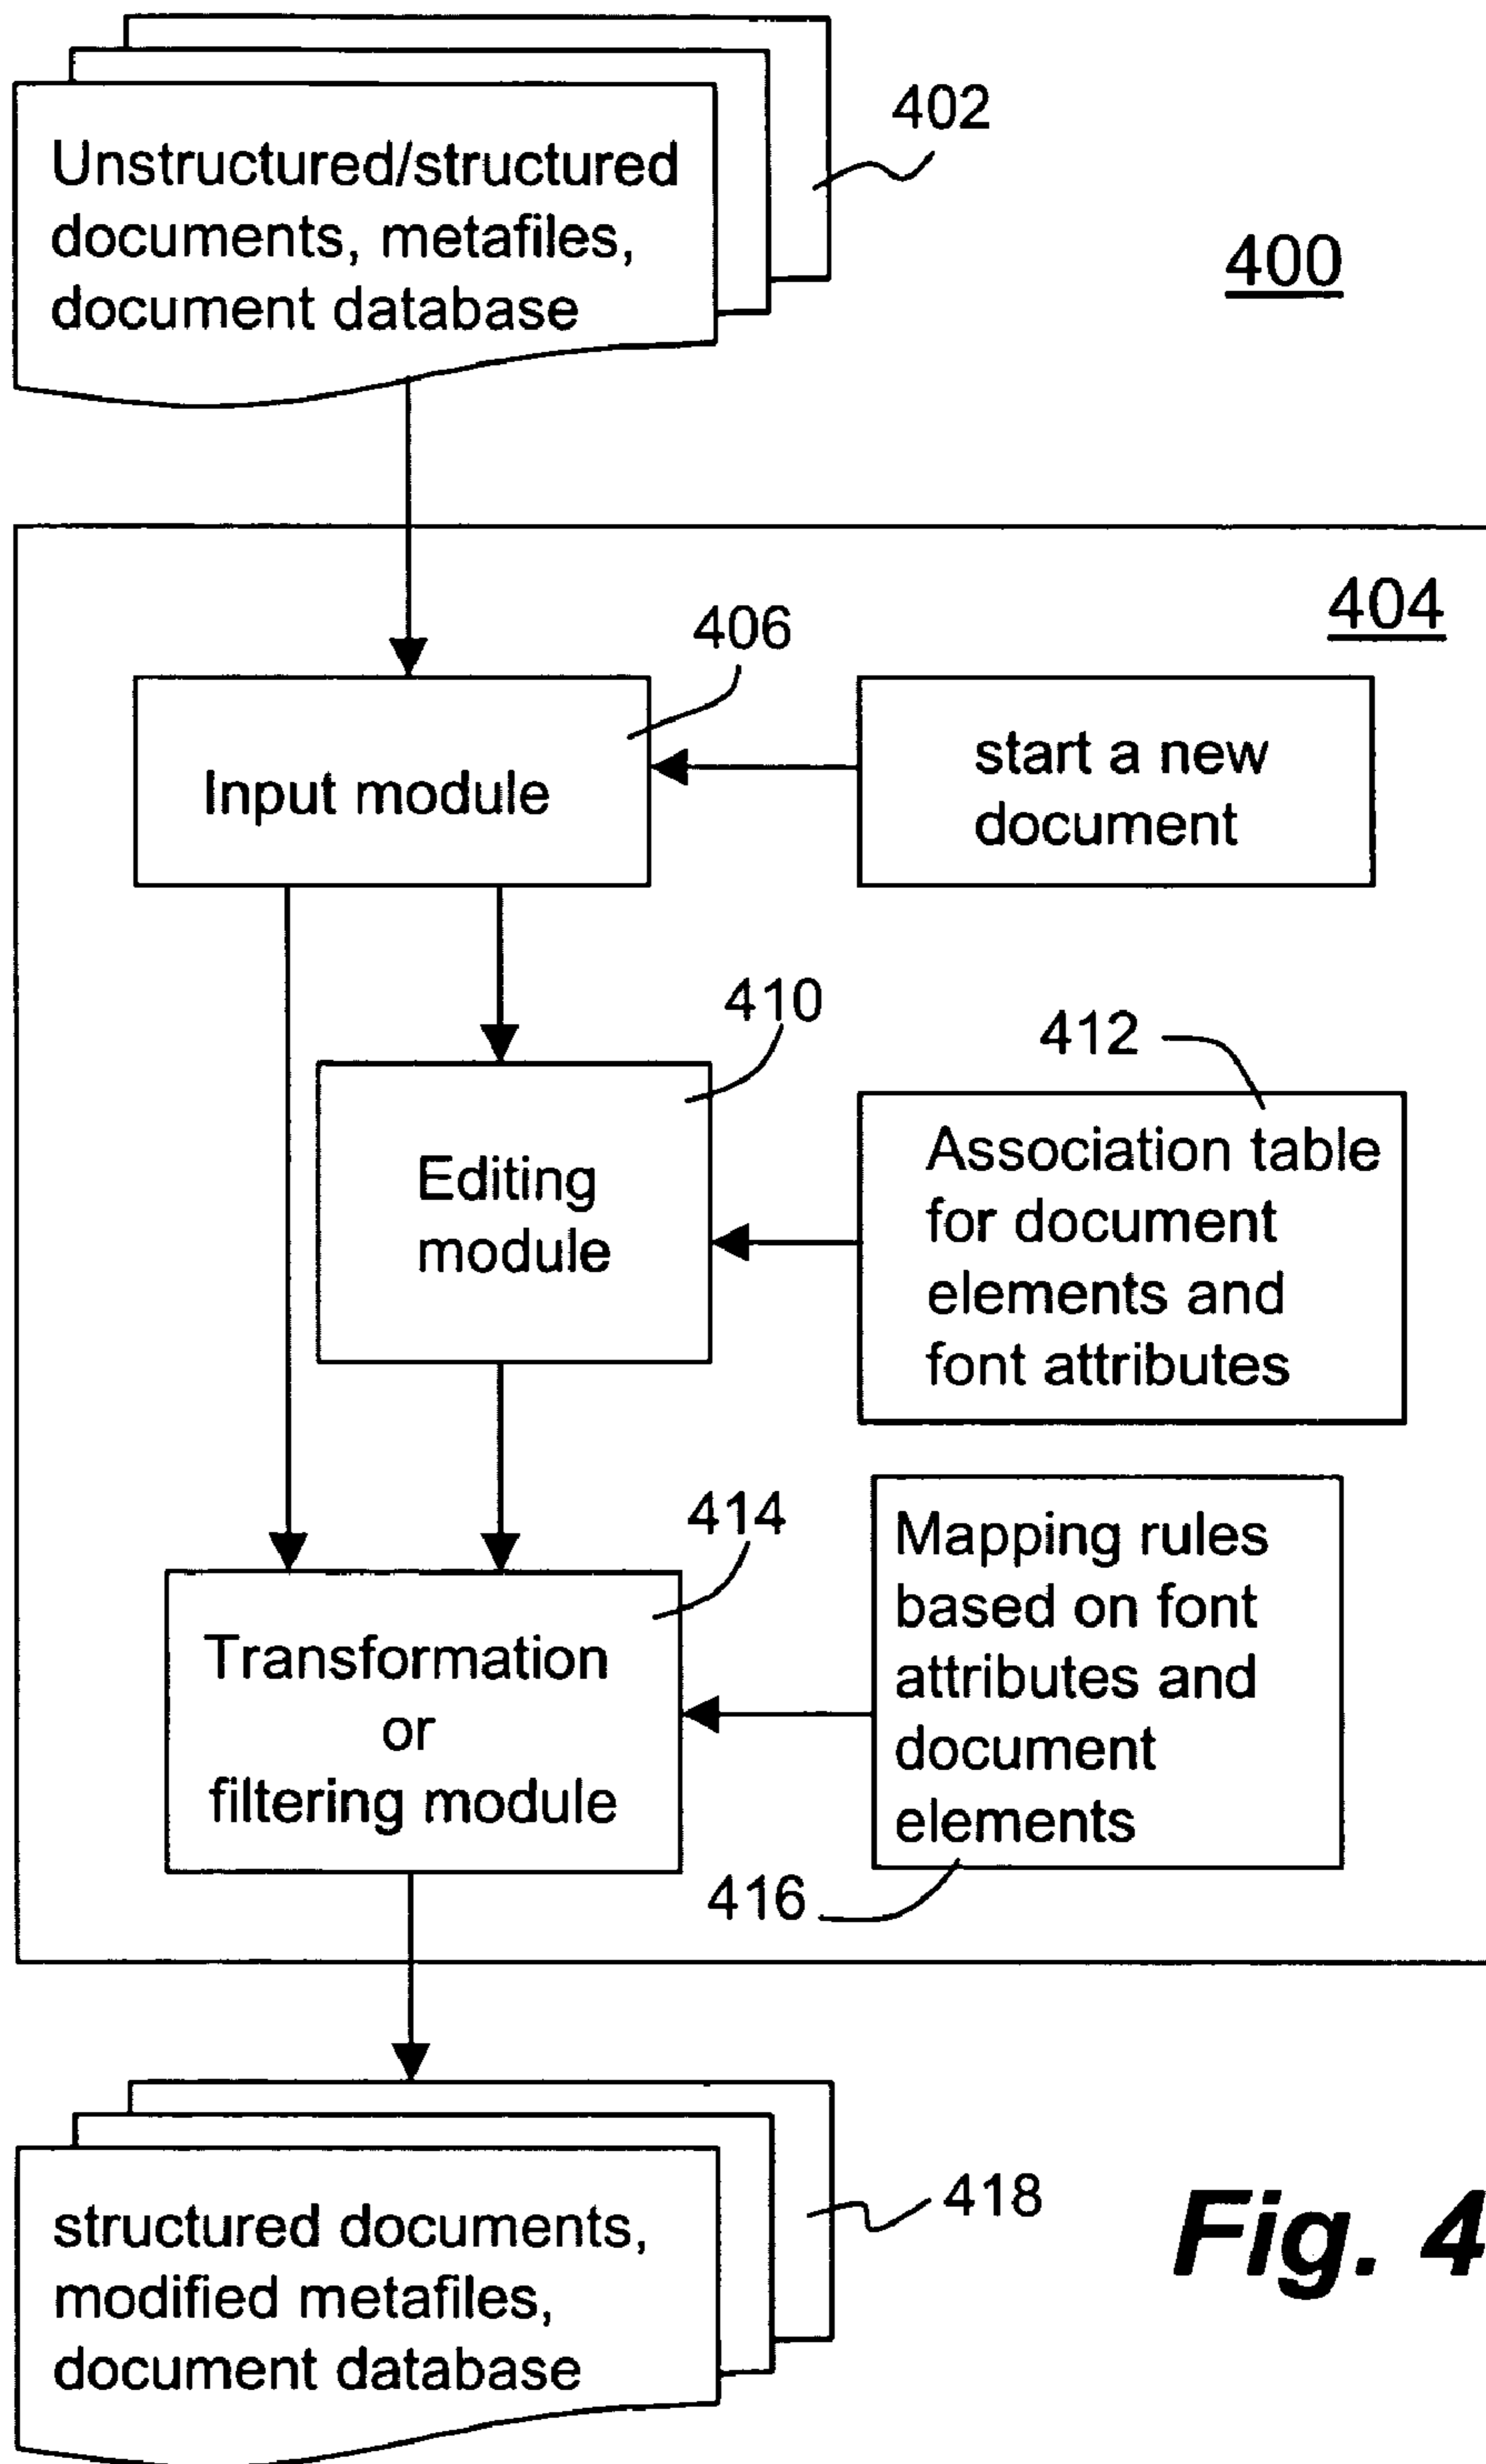 402
Unstructured/structured
documents, metafiles,
document database
400
404
406
Input module
start a new
document
410
Editing
module
412
Association table
for document
elements and
font attributes
414
Transformation
or
filtering module
Mapping rules
based on font
attributes and
document
elements
416
418
structured documents,
modified metafiles,
document database
Fig. 4